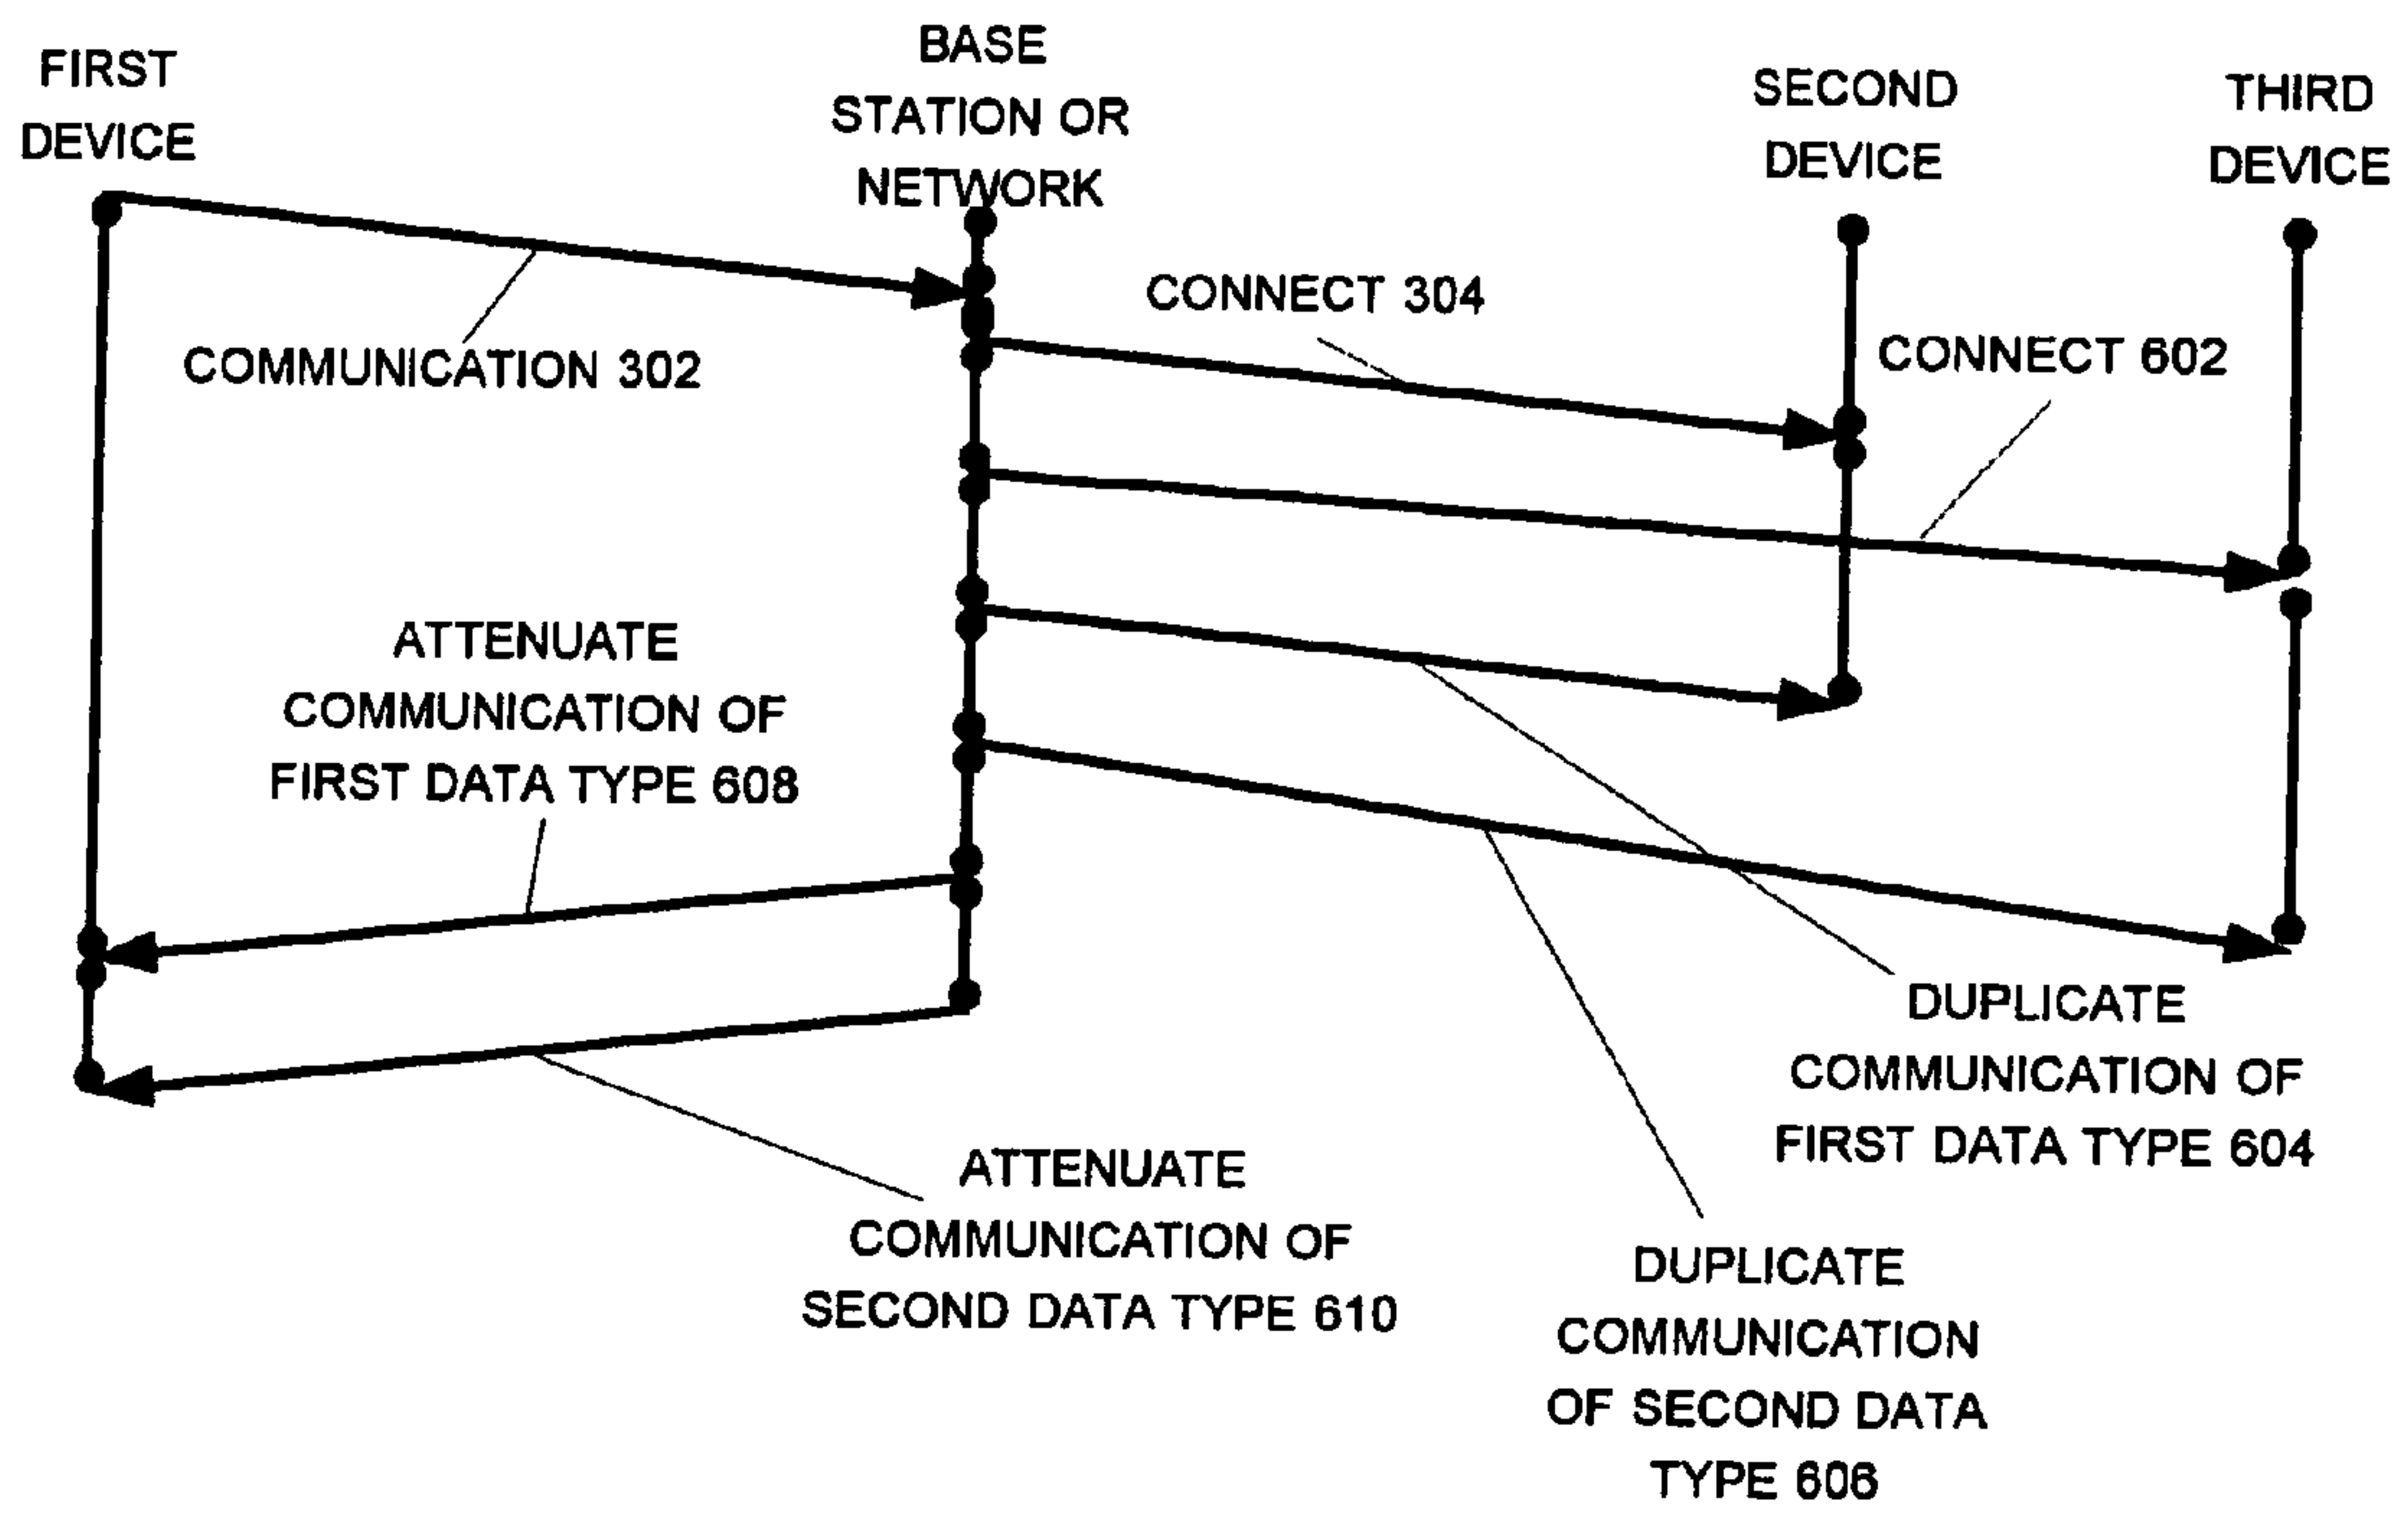 FIRST
DEVICE
BASE
STATION OR
NETWORK
SECOND
DEVICE
THIRD
DEVICE
COMMUNICATION 302
CONNECT 304
CONNECT 602
ATTENUATE
COMMUNICATION OF
FIRST DATA TYPE 608
DUPLICATE
COMMUNICATION OF
FIRST DATA TYPE 604
ATTENUATE
COMMUNICATION OF
SECOND DATA TYPE 610
DUPLICATE
COMMUNICATION
OF SECOND DATA
TYPE 606